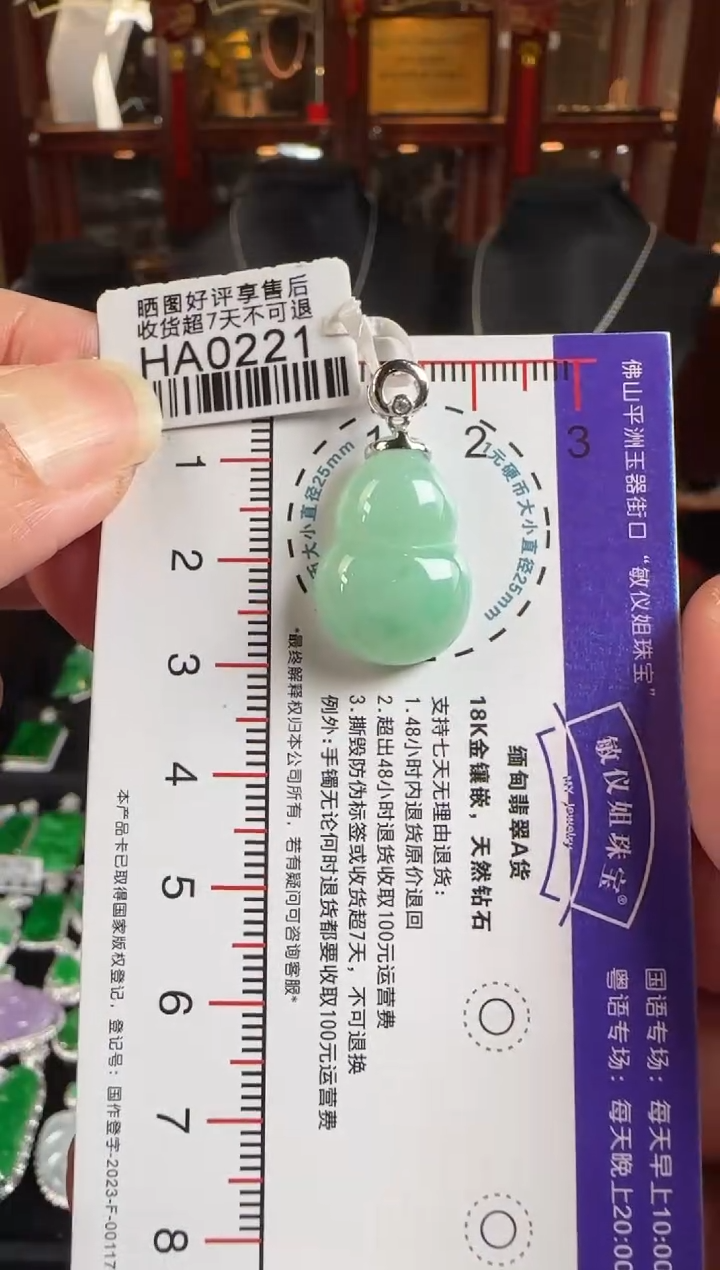 晒图好评享售后
收货超7天不可退
HA0221
1 2 3
1
2
3
4
5
6
7
8
大小直径25mm
1元硬币大小直径25mm
佛山平洲玉器街口“敏仪姐珠宝”
敏仪姐珠宝®
MY Jewelry
国语专场：每天早上10:00
粤语专场：每天晚上20:00
缅甸翡翠A货
18K金镶嵌，天然钻石
支持七天无理由退货：
1.48小时内退货原价退回
2.超出48小时退货收取100元运营费
3.撕毁防伪标签或收货超7天，不可退换
例外:手镯无论何时退货都要收取100元运营费
*最终解释权归本公司所有，若有疑问可咨询客服*
本产品卡已取得国家版权登记，登记号：国作登字-2023-F-00117